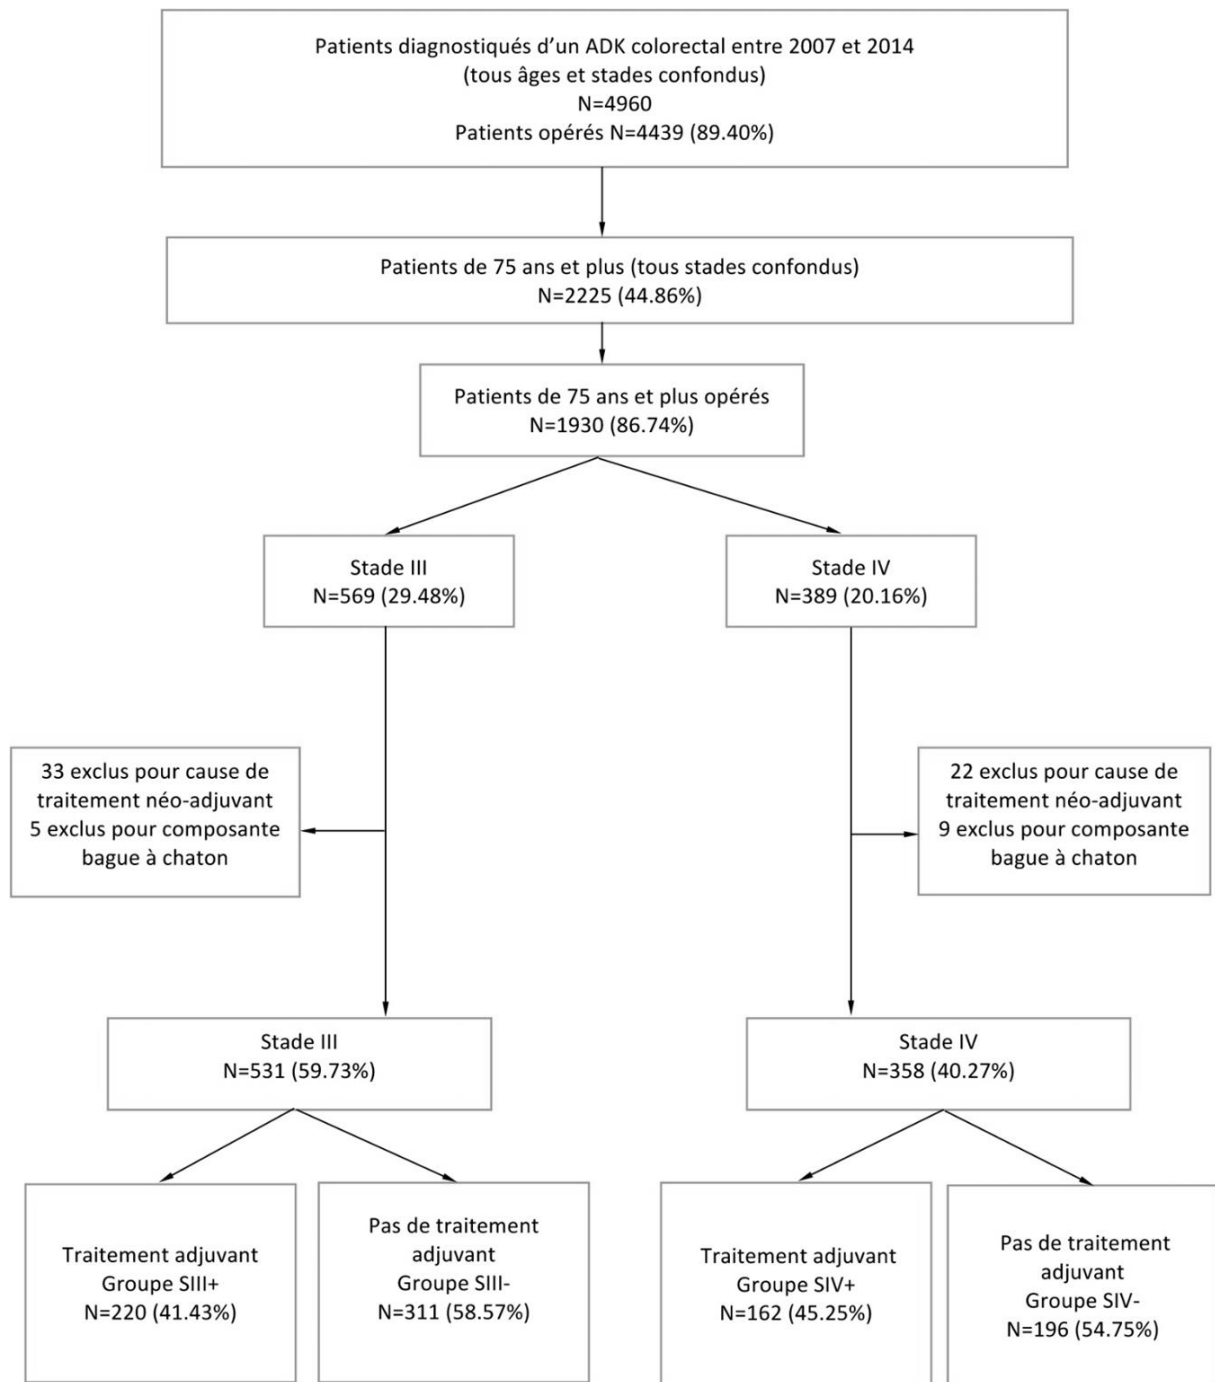 Patients diagnostiqués d’un ADK colorectal entre 2007 et 2014
(tous âges et stades confondus)
N=4960
Patients opérés N=4439 (89.40%)
Patients de 75 ans et plus (tous stades confondus)
N=2225 (44.86%)
Patients de 75 ans et plus opérés
N=1930 (86.74%)
Stade III
N=569 (29.48%)
Stade IV
N=389 (20.16%)
33 exclus pour cause de
traitement néo-adjuvant
5 exclus pour composante
bague à chaton
22 exclus pour cause de
traitement néo-adjuvant
9 exclus pour composante
bague à chaton
Stade III
N=531 (59.73%)
Stade IV
N=358 (40.27%)
Traitement adjuvant
Groupe SIII+
N=220 (41.43%)
Pas de traitement
adjuvant
Groupe SIII-
N=311 (58.57%)
Traitement adjuvant
Groupe SIV+
N=162 (45.25%)
Pas de traitement
adjuvant
Groupe SIV-
N=196 (54.75%)